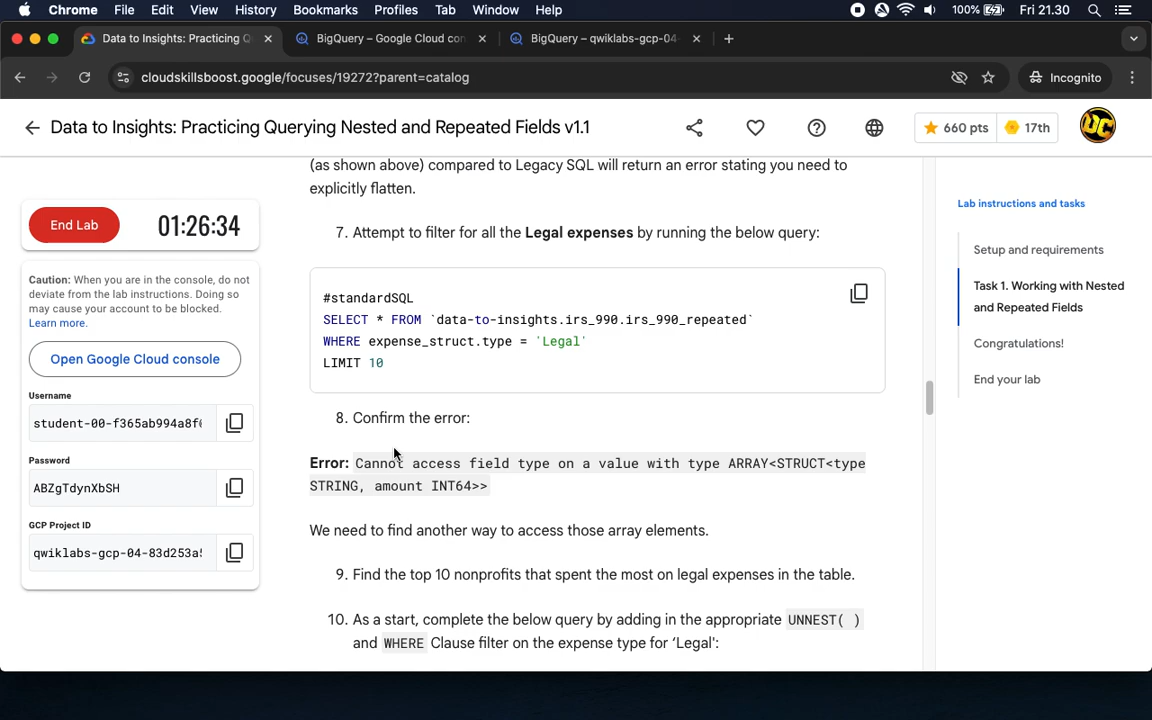 Chrome File Edit View History Bookmarks Profiles Tab Window Help 100% Fri 21.30
Data to Insights: Practicing Q BigQuery – Google Cloud con BigQuery – qwiklabs-gcp-04-
cloudskillsboost.google/focuses/19272?parent=catalog Incognito
Data to Insights: Practicing Querying Nested and Repeated Fields v1.1 660 pts 17th
(as shown above) compared to Legacy SQL will return an error stating you need to
explicitly flatten.
End Lab 01:26:34
Caution: When you are in the console, do not
deviate from the lab instructions. Doing so
may cause your account to be blocked.
Learn more.
Open Google Cloud console
Username
student-00-f365ab994a8f
Password
ABZgTdynXbSH
GCP Project ID
qwiklabs-gcp-04-83d253a
7. Attempt to filter for all the Legal expenses by running the below query:
#standardSQL
SELECT * FROM `data-to-insights.irs_990.irs_990_repeated`
WHERE expense_struct.type = 'Legal'
LIMIT 10
8. Confirm the error:
Error: Cannot access field type on a value with type ARRAY<STRUCT<type
STRING, amount INT64>>
We need to find another way to access those array elements.
9. Find the top 10 nonprofits that spent the most on legal expenses in the table.
10. As a start, complete the below query by adding in the appropriate UNNEST( )
and WHERE Clause filter on the expense type for ‘Legal’:
Lab instructions and tasks
Setup and requirements
Task 1. Working with Nested
and Repeated Fields
Congratulations!
End your lab